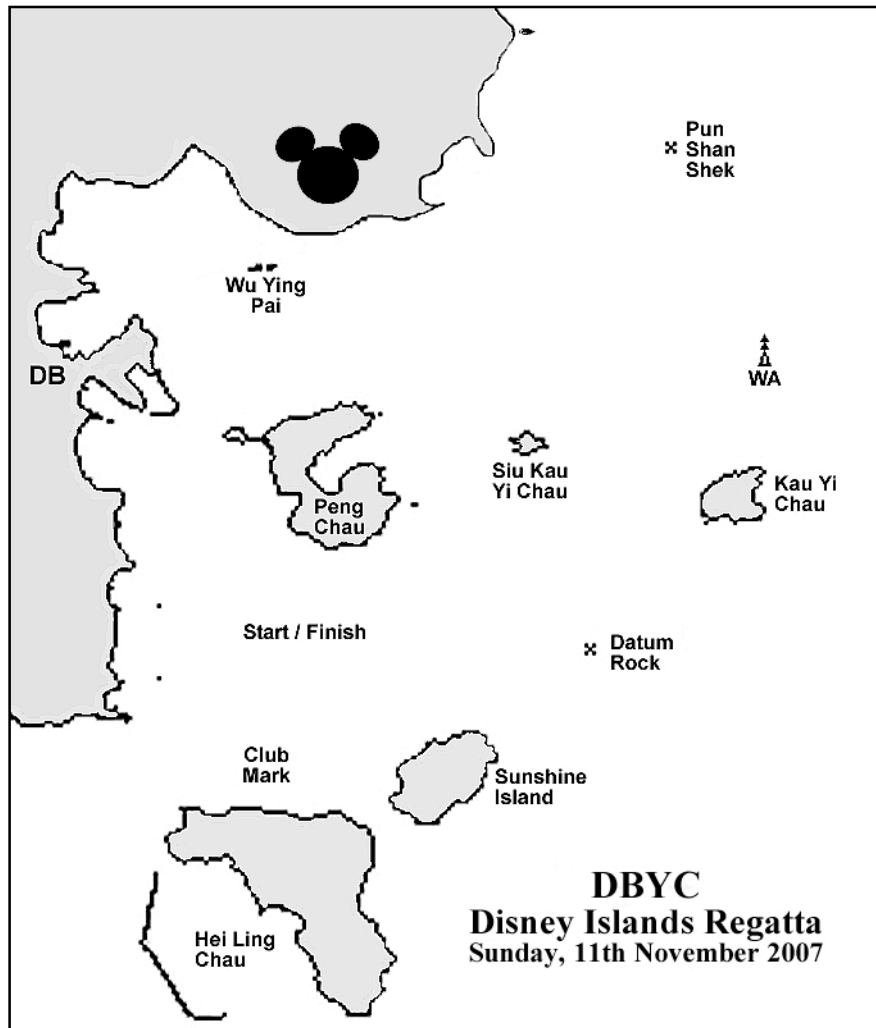 Pun
Shan
Shek
Wu Ying
Pai
DB
WA
Siu Kau
Yi Chau
Kau Yi
Chau
Peng
Chau
Start / Finish
Datum
Rock
Club
Mark
Sunshine
Island
Hei Ling
Chau
DBYC
Disney Islands Regatta
Sunday, 11th November 2007